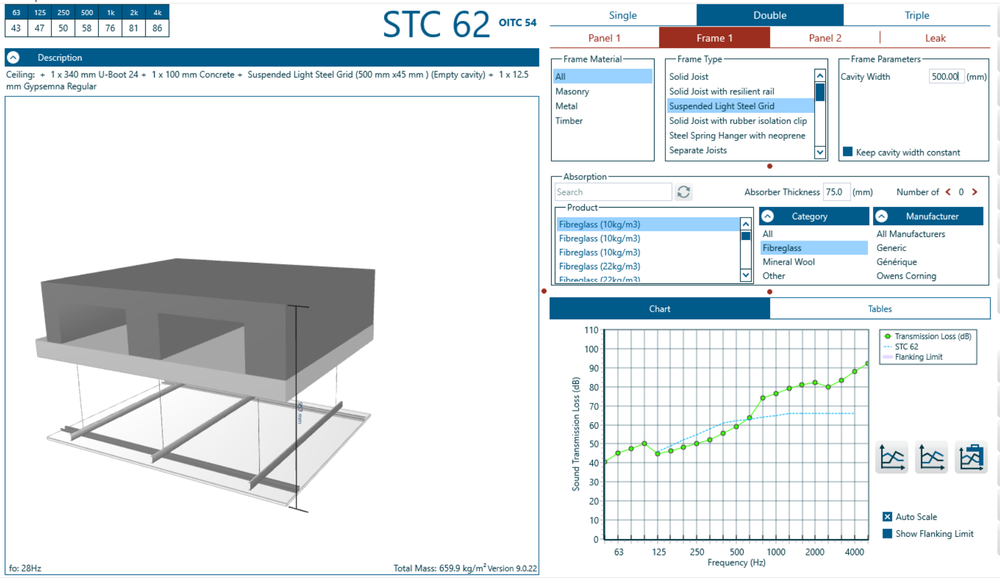 63 125 250 500 1k 2k 4k
43 47 50 58 76 81 86
STC 62 OITC 54
Description
Ceiling: + 1 x 340 mm U-Boot 24 + 1 x 100 mm Concrete + Suspended Light Steel Grid (500 mm x45 mm ) (Empty cavity) + 1 x 12.5
mm Gypsemna Regular
fo: 28Hz
Total Mass: 659.9 kg/m² Version 9.0.22
Single Double Triple
Panel 1 Frame 1 Panel 2 Leak
Frame Material
All
Masonry
Metal
Timber
Frame Type
Solid Joist
Solid Joist with resilient rail
Suspended Light Steel Grid
Solid Joist with rubber isolation clip
Steel Spring Hanger with neoprene
Separate Joists
Frame Parameters
Cavity Width 500.00 (mm)
Keep cavity width constant
Absorption
Search
Absorber Thickness 75.0 (mm) Number of < 0 >
Product
Fibreglass (10kg/m3)
Fibreglass (10kg/m3)
Fibreglass (10kg/m3)
Fibreglass (22kg/m3)
Fibreglass (22kg/m3)
Category
All
Fibreglass
Mineral Wool
Other
Manufacturer
All Manufacturers
Generic
Générique
Owens Corning
Chart Tables
Sound Transmission Loss (dB)
110
100
90
80
70
60
50
40
30
20
10
0
63 125 250 500 1000 2000 4000
Frequency (Hz)
Transmission Loss (dB)
STC 62
Flanking Limit
Auto Scale
Show Flanking Limit